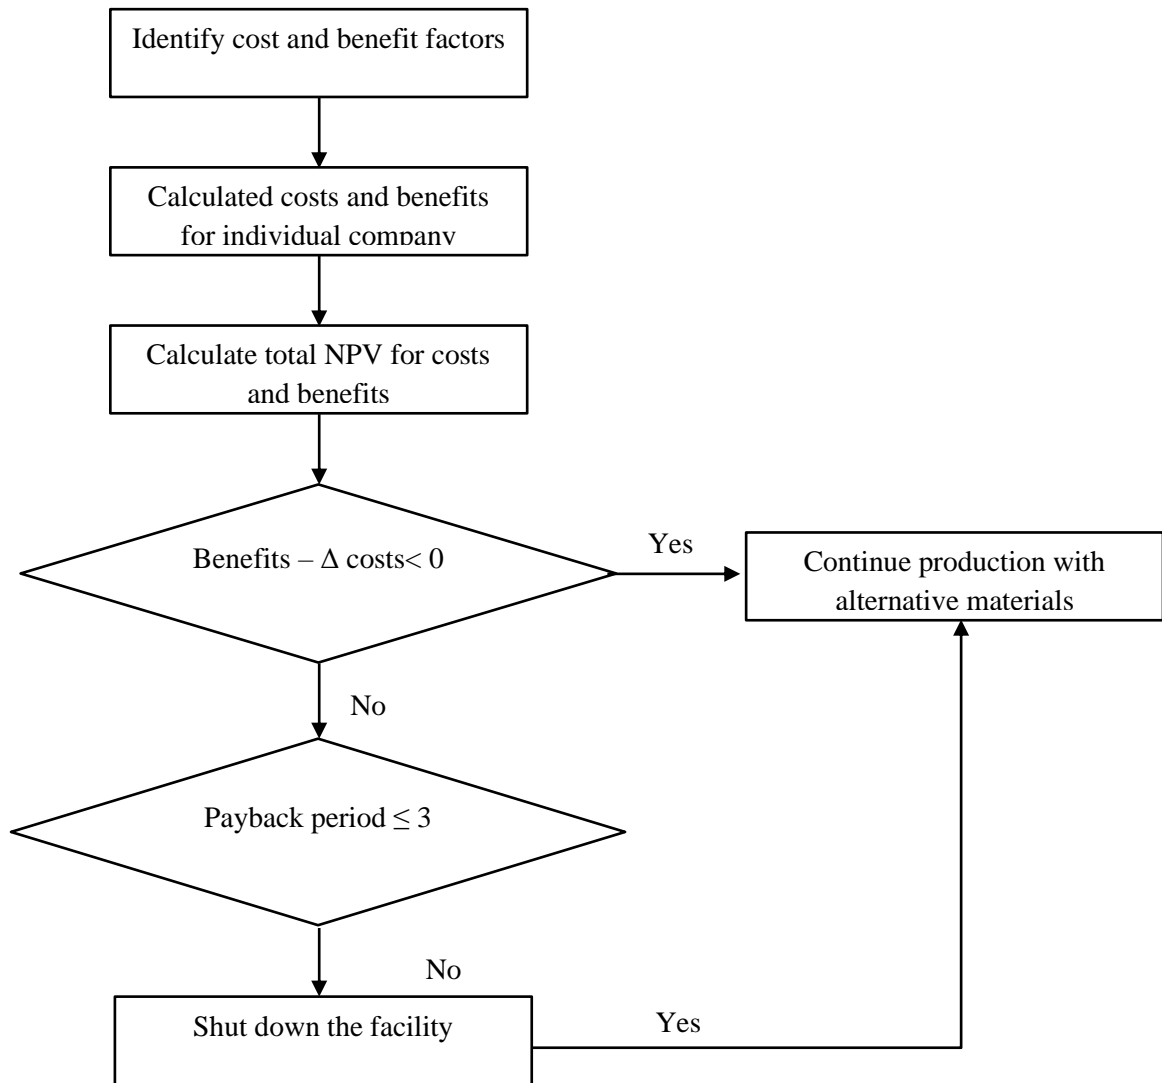 Identify cost and benefit factors
Calculated costs and benefits
for individual company
Calculate total NPV for costs
and benefits
Benefits – Δ costs< 0
Yes
Continue production with
alternative materials
No
Payback period ≤ 3
No
Shut down the facility
Yes